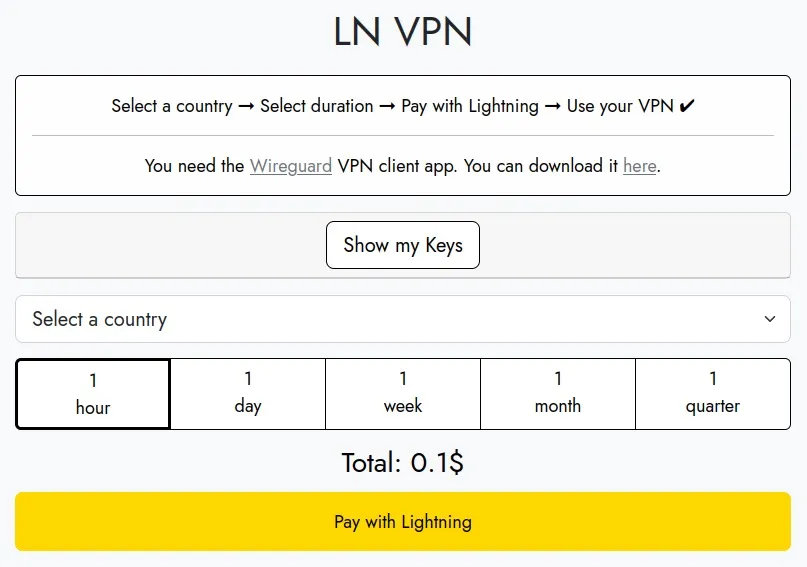 LN VPN
Select a country ➞ Select duration ➞ Pay with Lightning ➞ Use your VPN ✔
You need the Wireguard VPN client app. You can download it here.
Show my Keys
Select a country
1 hour
1 day
1 week
1 month
1 quarter
Total: 0.1$
Pay with Lightning